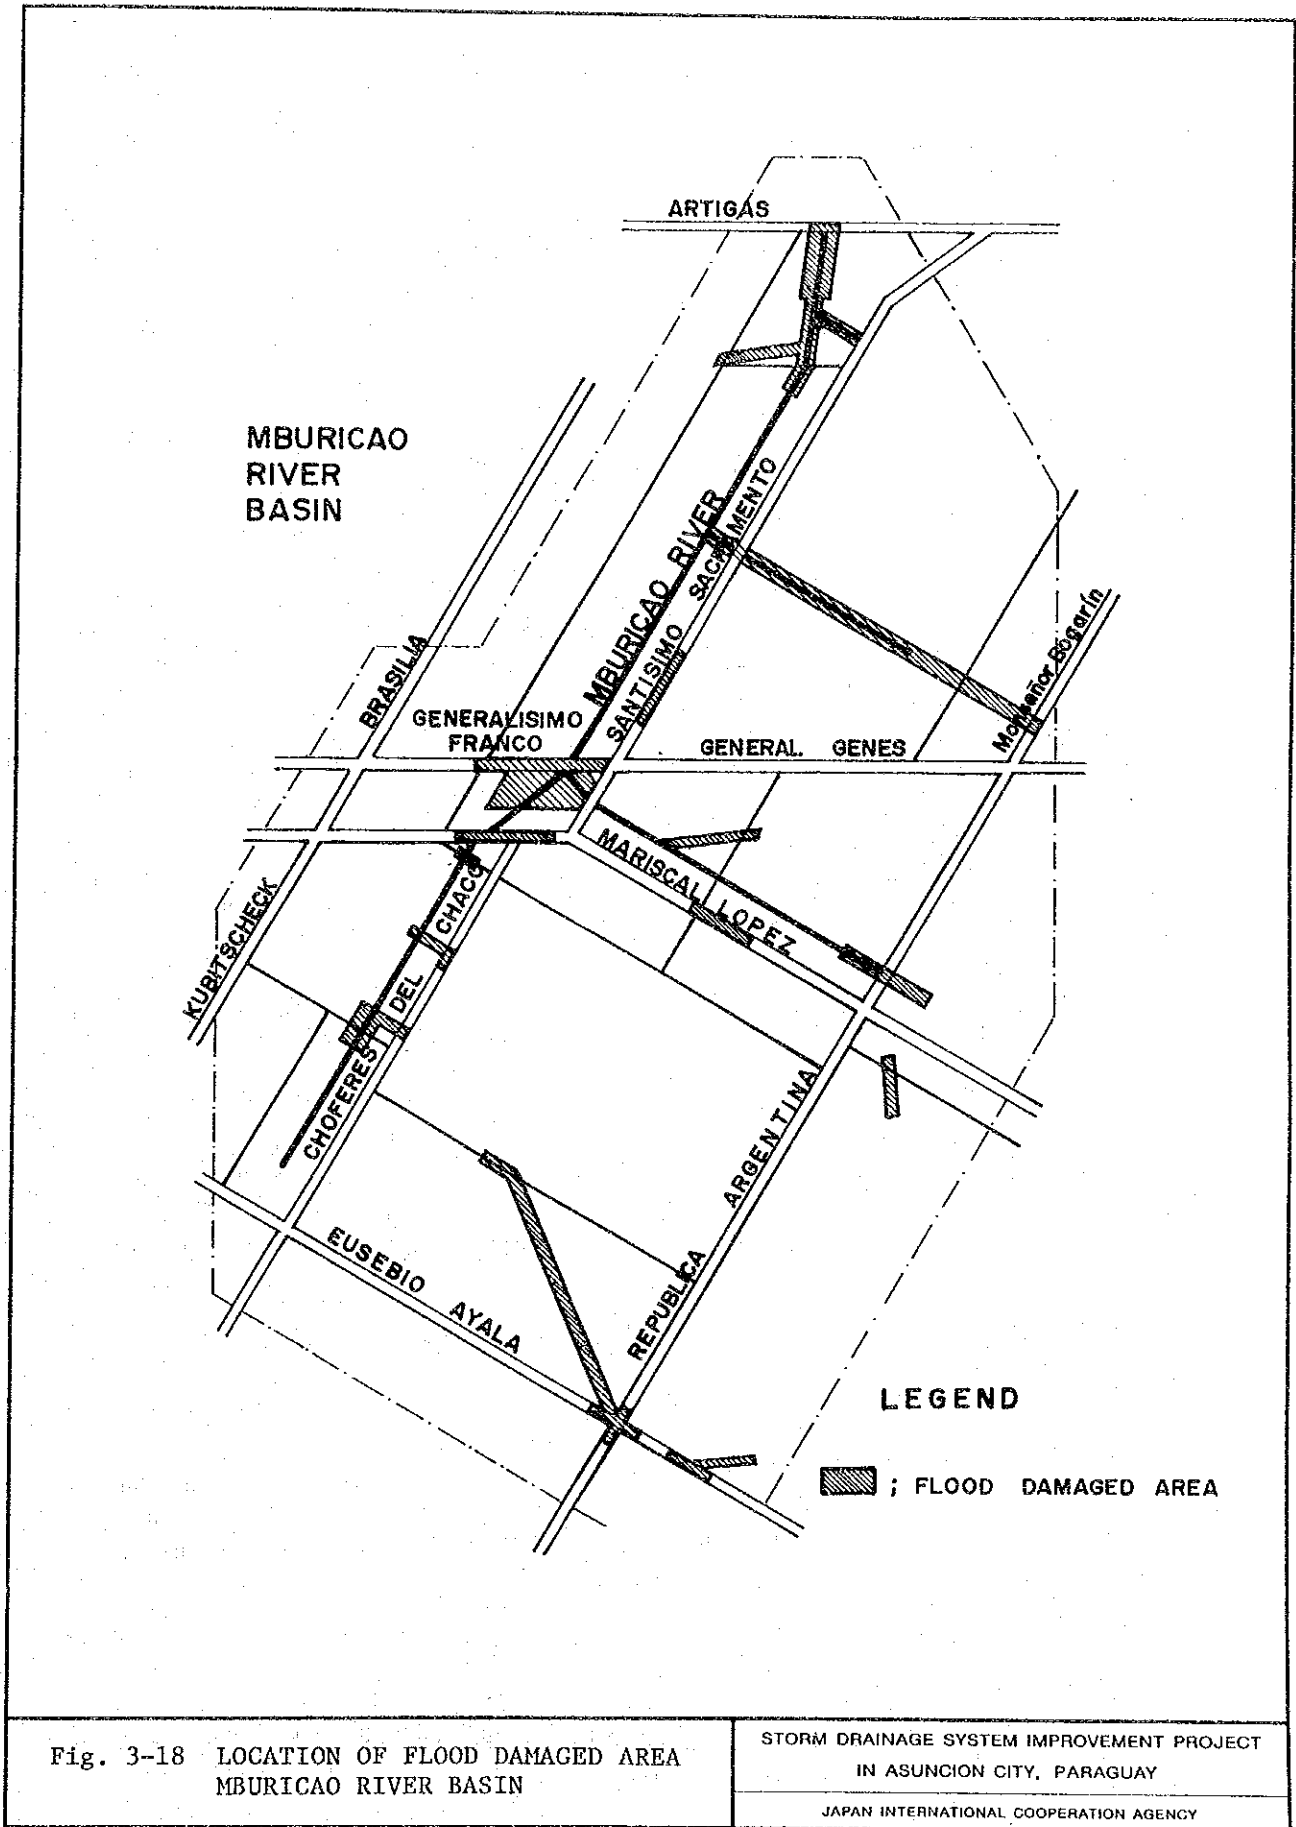 ARTIGAS
MBURICAO
RIVER
BASIN
MBURICAO RIVER
SANTISIMO SACRAMENTO
BRASILIA
GENERALISIMO
FRANCO
GENERAL. GENES
Monseñor Bogarín
MARISCAL LOPEZ
KUBITSCHECK
CHOFERES DEL CHACO
REPUBLICA ARGENTINA
EUSEBIO AYALA
LEGEND
; FLOOD DAMAGED AREA
Fig. 3-18 LOCATION OF FLOOD DAMAGED AREA
MBURICAO RIVER BASIN
STORM DRAINAGE SYSTEM IMPROVEMENT PROJECT
IN ASUNCION CITY, PARAGUAY
JAPAN INTERNATIONAL COOPERATION AGENCY